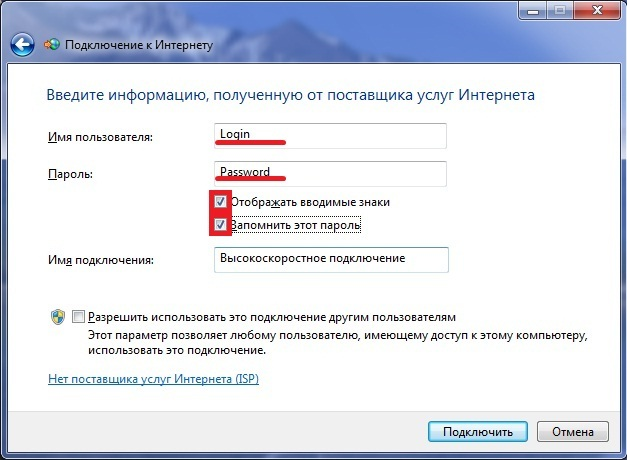 Подключение к Интернету
Введите информацию, полученную от поставщика услуг Интернета
Имя пользователя:
Login
Пароль:
Password
Отображать вводимые знаки
Запомнить этот пароль
Имя подключения:
Высокоскоростное подключение
Разрешить использовать это подключение другим пользователям
Этот параметр позволяет любому пользователю, имеющему доступ к этому компьютеру,
использовать это подключение.
Нет поставщика услуг Интернета (ISP)
Подключить
Отмена